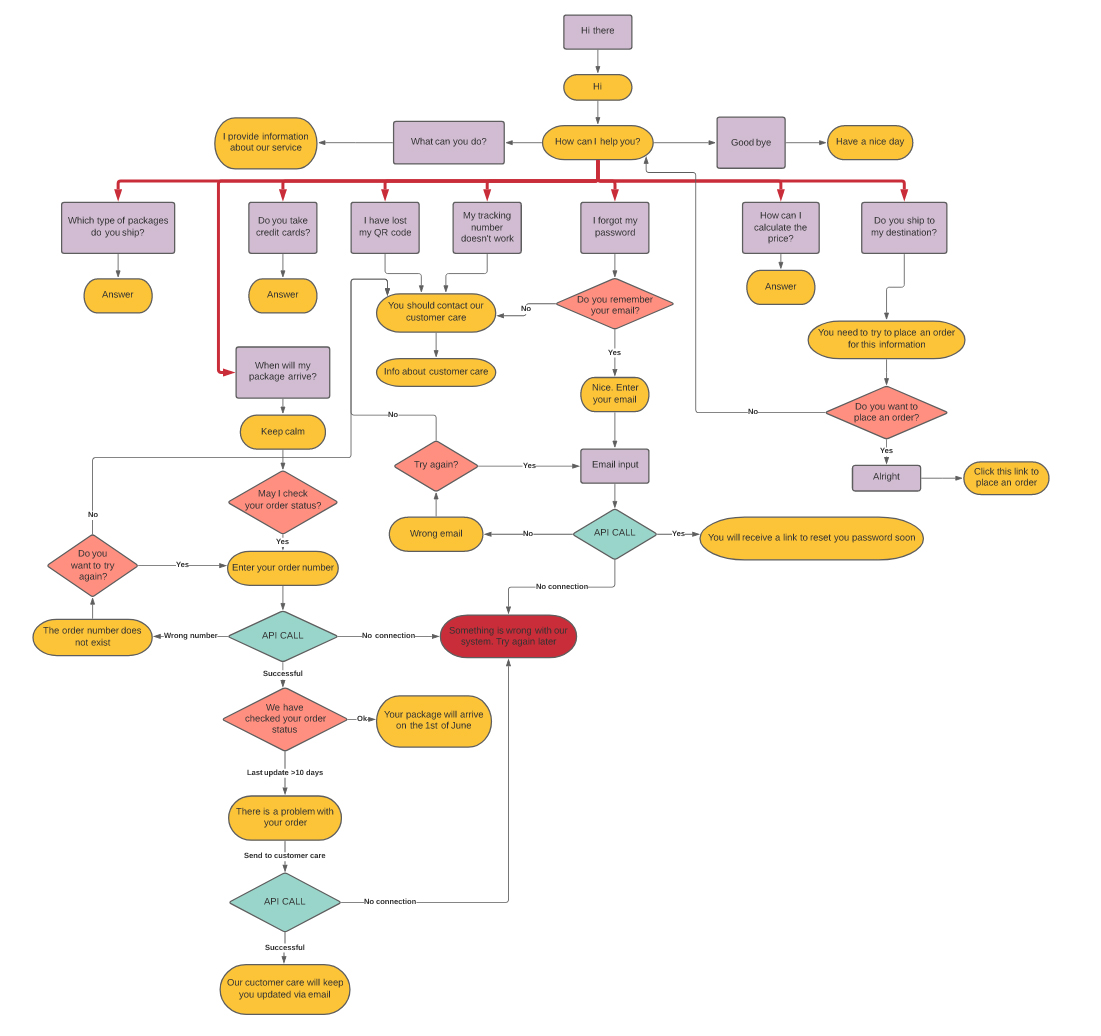 Hi there
Hi
How can I help you?
What can you do?
I provide information
about our service
Good bye
Have a nice day
Which type of packages
do you ship?
Answer
Do you take
credit cards?
Answer
I have lost
my QR code
My tracking
number
doesn't work
I forgot my
password
How can I
calculate the
price?
Answer
Do you ship to
my destination?
You should contact our
customer care
Info about customer care
Do you remember
your email?
No
Yes
Nice. Enter
your email
Email input
You need to try to place an order
for this information
Do you want to
place an order?
No
Yes
Alright
Click this link to
place an order
When will my
package arrive?
Keep calm
May I check
your order status?
Yes
Enter your order number
No
Try again?
Yes
Wrong email
No
API CALL
Yes
You will receive a link to reset you password soon
No connection
Something is wrong with our
system. Try again later
No
Do you
want to try
again?
Yes
The order number does
not exist
Wrong number
API CALL
No connection
Successful
We have
checked your order
status
Ok
Your package will arrive
on the 1st of June
Last update >10 days
There is a problem with
your order
Send to customer care
API CALL
No connection
Successful
Our cuctomer care will keep
you updated via email